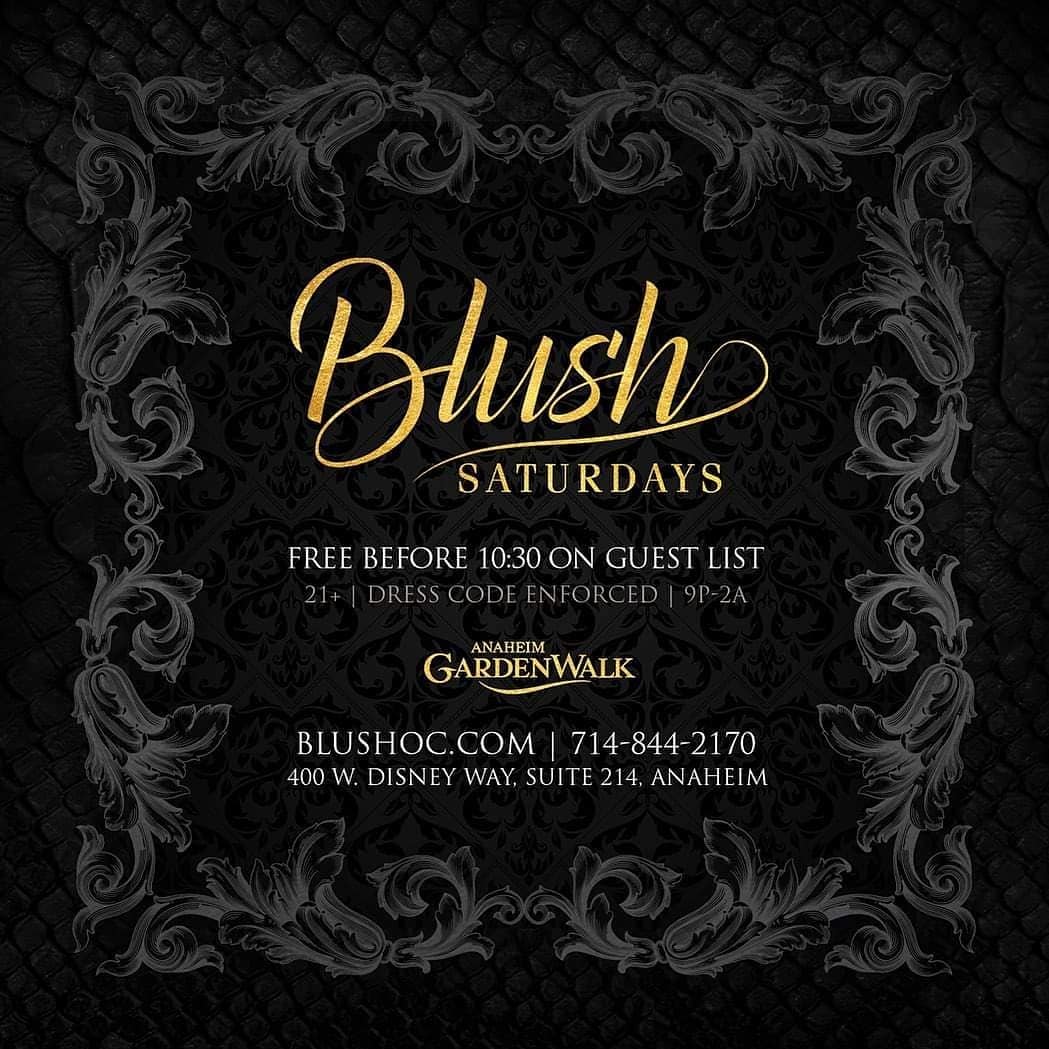 Blush
SATURDAYS
FREE BEFORE 10:30 ON GUEST LIST
21+ | DRESS CODE ENFORCED | 9P-2A
ANAHEIM
GARDENWALK
BLUSHOC.COM | 714-844-2170
400 W. DISNEY WAY, SUITE 214, ANAHEIM